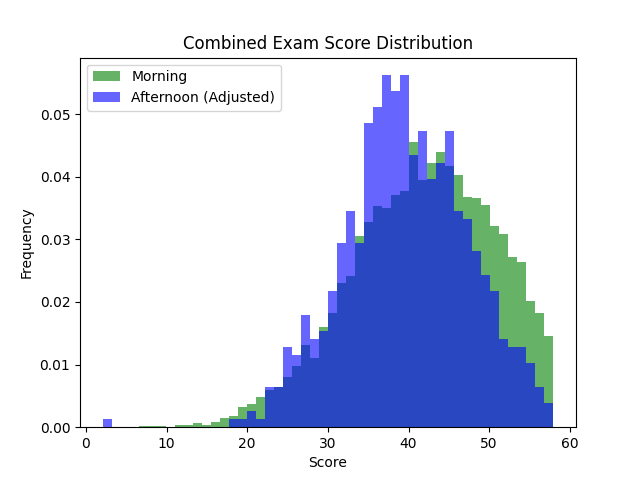 Combined Exam Score Distribution
Morning
Afternoon (Adjusted)
Frequency
0.05
0.04
0.03
0.02
0.01
0.00
0 10 20 30 40 50 60
Score